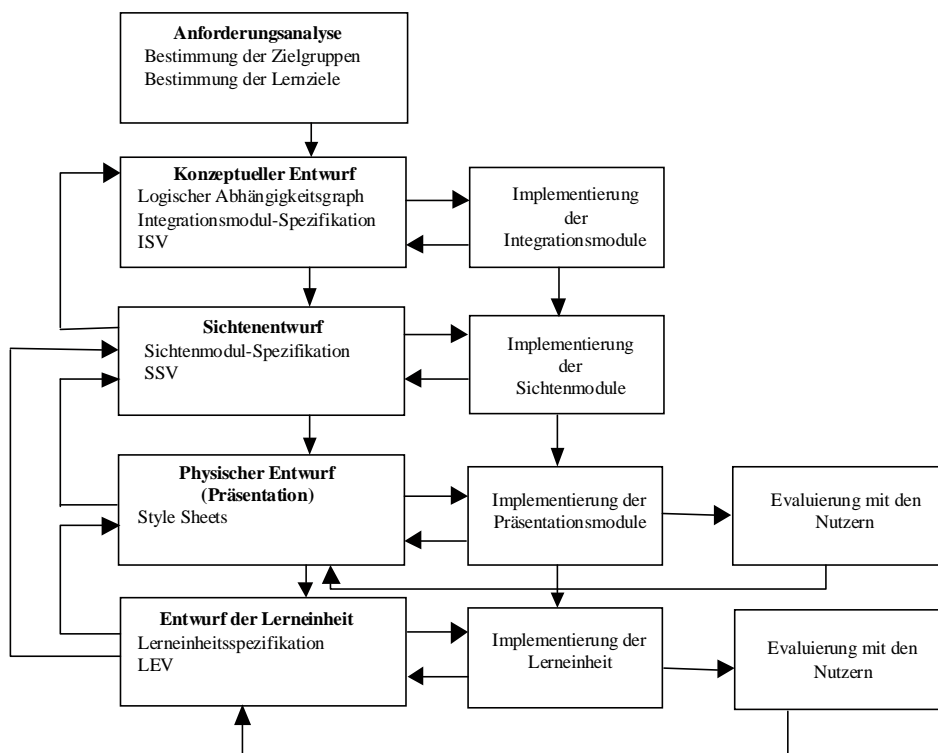 Anforderungsanalyse
Bestimmung der Zielgruppen
Bestimmung der Lernziele
Konzeptueller Entwurf
Logischer Abhängigkeitsgraph
Integrationsmodul-Spezifikation
ISV
Implementierung
der
Integrationsmodule
Sichtenentwurf
Sichtenmodul-Spezifikation
SSV
Implementierung
der
Sichtenmodule
Physischer Entwurf
(Präsentation)
Style Sheets
Implementierung der
Präsentationsmodule
Evaluierung mit den
Nutzern
Entwurf der Lerneinheit
Lerneinheitsspezifikation
LEV
Implementierung der
Lerneinheit
Evaluierung mit den
Nutzern